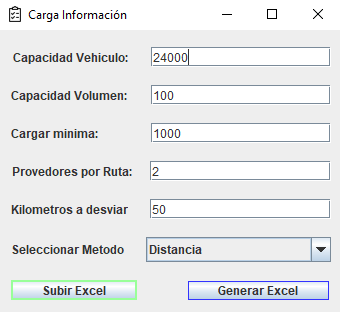 Carga Información
Capacidad Vehiculo: 24000
Capacidad Volumen: 100
Cargar minima: 1000
Provedores por Ruta: 2
Kilometros a desviar 50
Seleccionar Metodo Distancia
Subir Excel Generar Excel